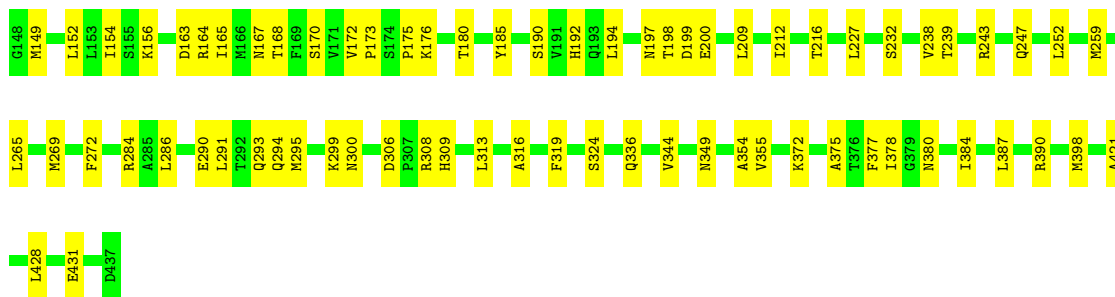 G148 M149 L152 L153 I154 S155 K156 D163 R164 I165 M166 N167 T168 F169 S170 V171 V172 P173 S174 P175 K176 T180 Y185 S190 V191 H192 Q193 L194 N197 T198 D199 E200 L209 I212 T216 L227 S232 V238 T239 R243 Q247 L252 M259
L265 M269 F272 R284 A285 L286 E290 L291 T292 Q293 Q294 M295 K299 N300 D306 P307 R308 H309 L313 A316 F319 S324 Q336 V344 N349 A354 V355 K372 A375 T376 F377 I378 G379 N380 I384 L387 R390 M398
L428 E431 D437